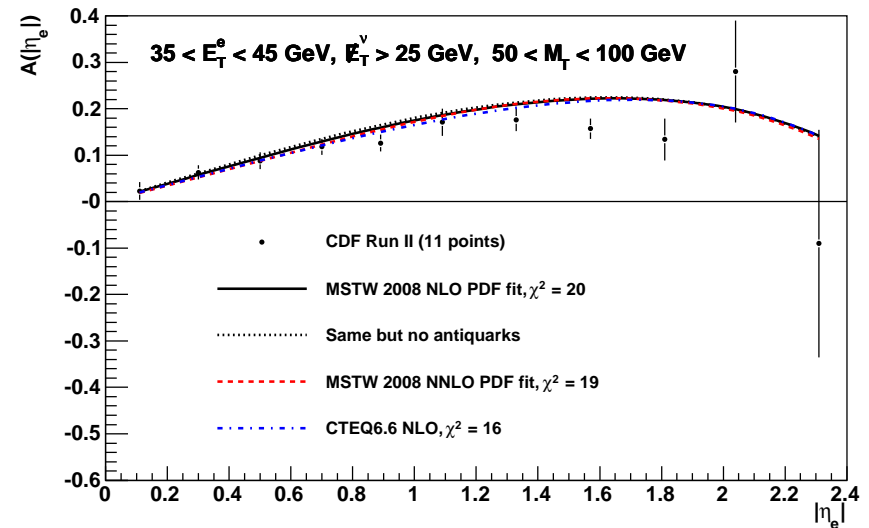 A(|η_e|)
35 < E_T^e < 45 GeV, E̸_T^ν > 25 GeV, 50 < M_T < 100 GeV
0.4
0.3
0.2
0.1
-0
-0.1
-0.2
-0.3
-0.4
-0.5
-0.6
CDF Run II (11 points)
MSTW 2008 NLO PDF fit, χ² = 20
Same but no antiquarks
MSTW 2008 NNLO PDF fit, χ² = 19
CTEQ6.6 NLO, χ² = 16
0 0.2 0.4 0.6 0.8 1 1.2 1.4 1.6 1.8 2 2.2 2.4
|η_e|